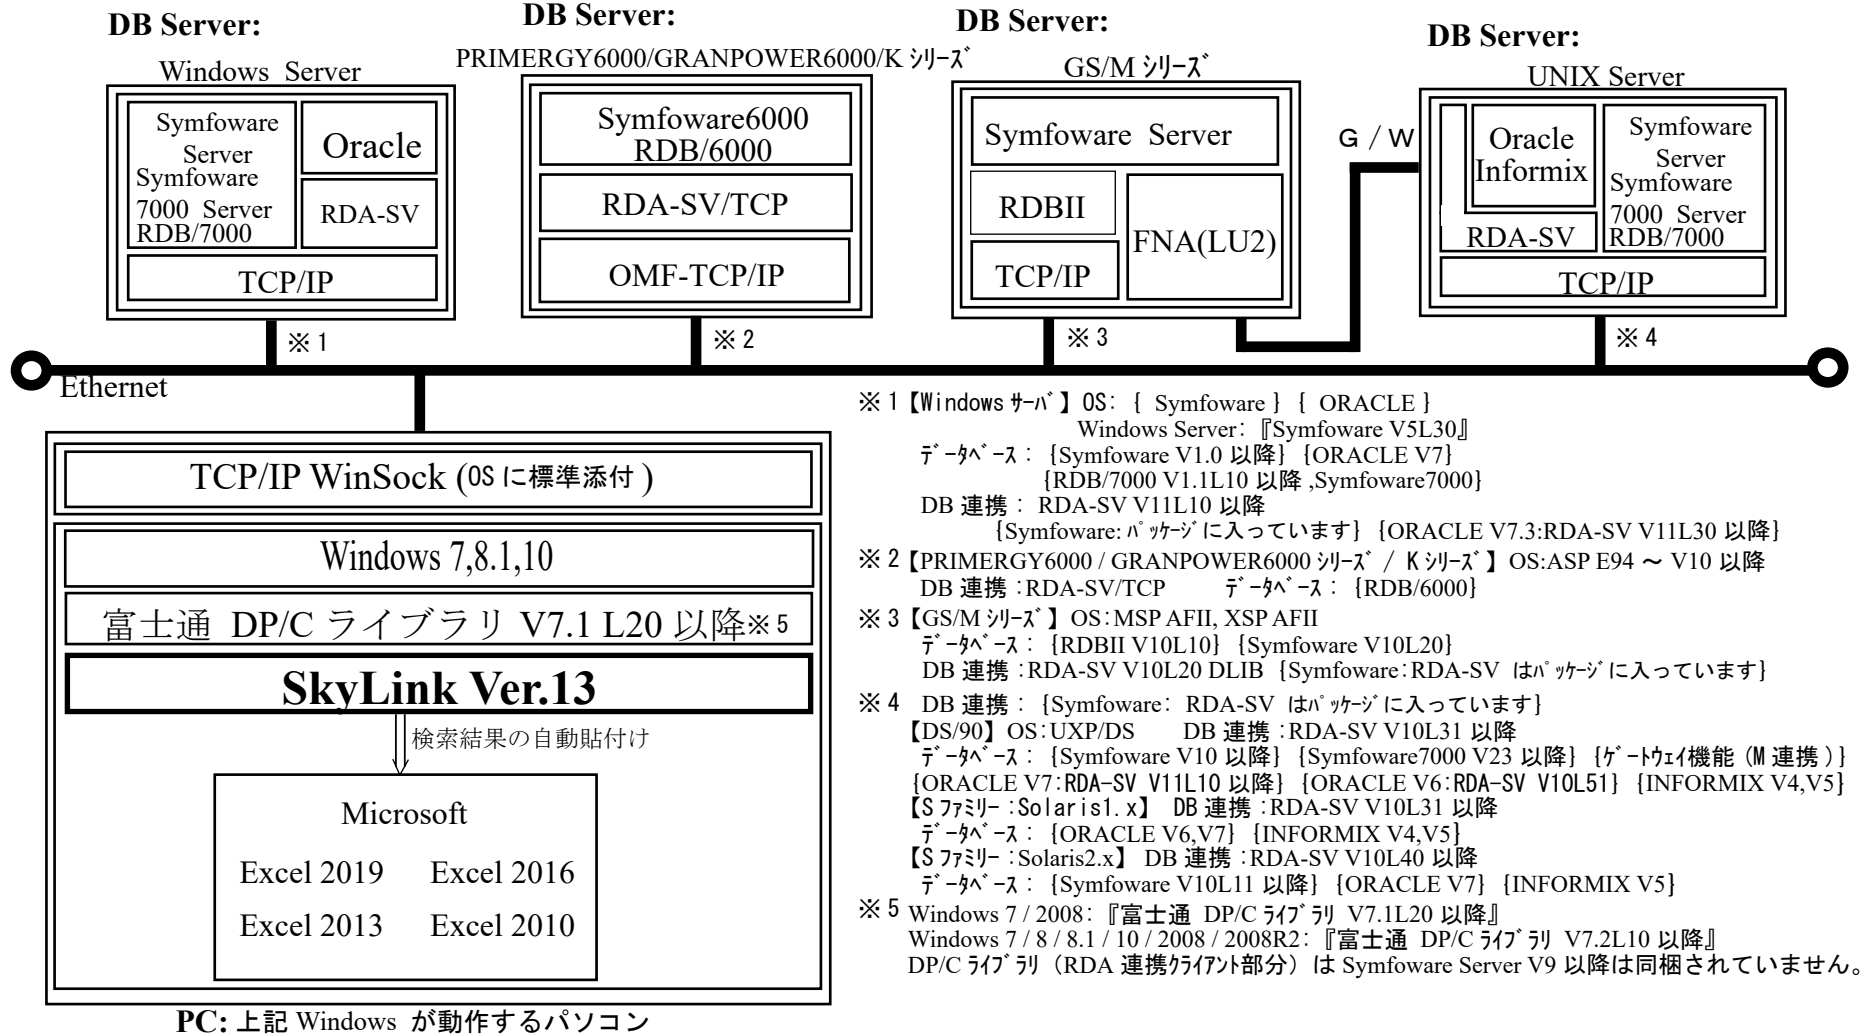 DB Server:
Windows Server
Symfoware
Server
Symfoware
7000 Server
RDB/7000
Oracle
RDA-SV
TCP/IP
※1
DB Server:
PRIMERGY6000/GRANPOWER6000/K ｼﾘｰｽﾞ
Symfoware6000
RDB/6000
RDA-SV/TCP
OMF-TCP/IP
※2
DB Server:
GS/M ｼﾘｰｽﾞ
Symfoware Server
RDBII
TCP/IP
FNA(LU2)
※3
G / W
DB Server:
UNIX Server
Oracle
Informix
RDA-SV
Symfoware
Server
Symfoware
7000 Server
RDB/7000
TCP/IP
※4
Ethernet
TCP/IP WinSock (OS に標準添付 )
Windows 7,8.1,10
富士通 DP/C ライブラリ V7.1 L20 以降※5
SkyLink Ver.13
検索結果の自動貼付け
Microsoft
Excel 2019 Excel 2016
Excel 2013 Excel 2010
PC: 上記 Windows が動作するパソコン
※1【Windows ｻｰﾊﾞ】OS: { Symfoware } { ORACLE }
Windows Server:『Symfoware V5L30』
ﾃﾞｰﾀﾍﾞｰｽ : {Symfoware V1.0 以降} {ORACLE V7}
{RDB/7000 V1.1L10 以降 ,Symfoware7000}
DB 連携 : RDA-SV V11L10 以降
{Symfoware: ﾊﾟｯｹｰｼﾞに入っています} {ORACLE V7.3:RDA-SV V11L30 以降}
※2【PRIMERGY6000 / GRANPOWER6000 ｼﾘｰｽﾞ / K ｼﾘｰｽﾞ】OS:ASP E94 ～ V10 以降
DB 連携 :RDA-SV/TCP ﾃﾞｰﾀﾍﾞｰｽ : {RDB/6000}
※3【GS/M ｼﾘｰｽﾞ】OS:MSP AFII, XSP AFII
ﾃﾞｰﾀﾍﾞｰｽ : {RDBII V10L10} {Symfoware V10L20}
DB 連携 :RDA-SV V10L20 DLIB {Symfoware:RDA-SV はﾊﾟｯｹｰｼﾞに入っています}
※4 DB 連携 : {Symfoware: RDA-SV はﾊﾟｯｹｰｼﾞに入っています}
【DS/90】OS:UXP/DS DB 連携 :RDA-SV V10L31 以降
ﾃﾞｰﾀﾍﾞｰｽ : {Symfoware V10 以降} {Symfoware7000 V23 以降} {ｹﾞｰﾄｳｪｲ機能 (M 連携 )}
{ORACLE V7:RDA-SV V11L10 以降} {ORACLE V6:RDA-SV V10L51} {INFORMIX V4,V5}
【S ﾌｧﾐﾘｰ :Solaris1.x】 DB 連携 :RDA-SV V10L31 以降
ﾃﾞｰﾀﾍﾞｰｽ : {ORACLE V6,V7} {INFORMIX V4,V5}
【S ﾌｧﾐﾘｰ :Solaris2.x】 DB 連携 :RDA-SV V10L40 以降
ﾃﾞｰﾀﾍﾞｰｽ : {Symfoware V10L11 以降} {ORACLE V7} {INFORMIX V5}
※5 Windows 7 / 2008:『富士通 DP/C ﾗｲﾌﾞﾗﾘ V7.1L20 以降』
Windows 7 / 8 / 8.1 / 10 / 2008 / 2008R2:『富士通 DP/C ﾗｲﾌﾞﾗﾘ V7.2L10 以降』
DP/C ﾗｲﾌﾞﾗﾘ（RDA 連携ｸﾗｲｱﾝﾄ部分）は Symfoware Server V9 以降は同梱されていません。